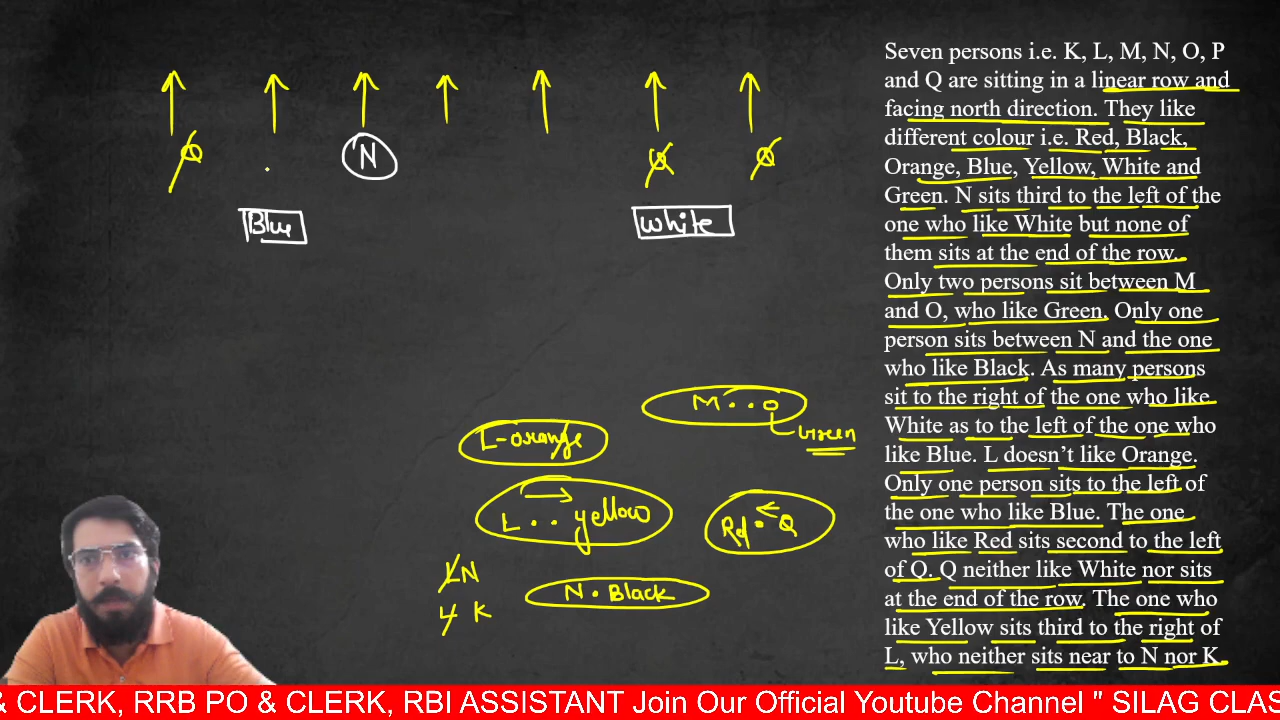 Seven persons i.e. K, L, M, N, O, P
and Q are sitting in a linear row and
facing north direction. They like
different colour i.e. Red, Black,
Orange, Blue, Yellow, White and
Green. N sits third to the left of the
one who like White but none of
them sits at the end of the row.
Only two persons sit between M
and O, who like Green. Only one
person sits between N and the one
who like Black. As many persons
sit to the right of the one who like
White as to the left of the one who
like Blue. L doesn't like Orange.
Only one person sits to the left of
the one who like Blue. The one
who like Red sits second to the left
of Q. Q neither like White nor sits
at the end of the row. The one who
like Yellow sits third to the right of
L, who neither sits near to N nor K.
N
Blue
White
M . . O
Green
L-orange
L . . yellow
Red . Q
LN
L K
N . Black
& CLERK, RRB PO & CLERK, RBI ASSISTANT Join Our Official Youtube Channel " SILAG CLAS